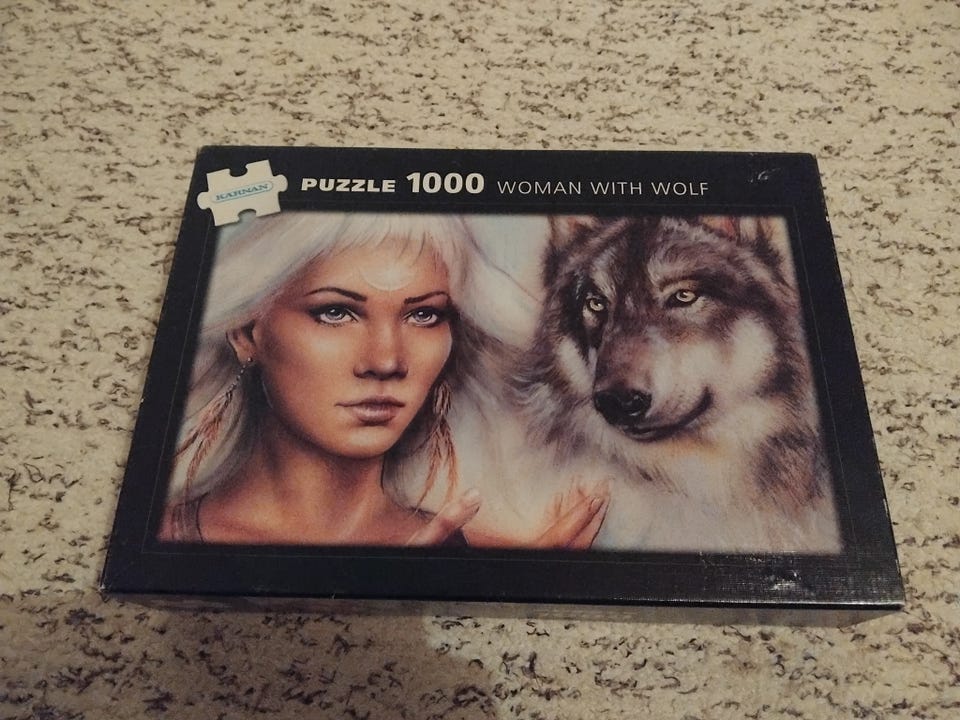 KARNAN
PUZZLE 1000 WOMAN WITH WOLF